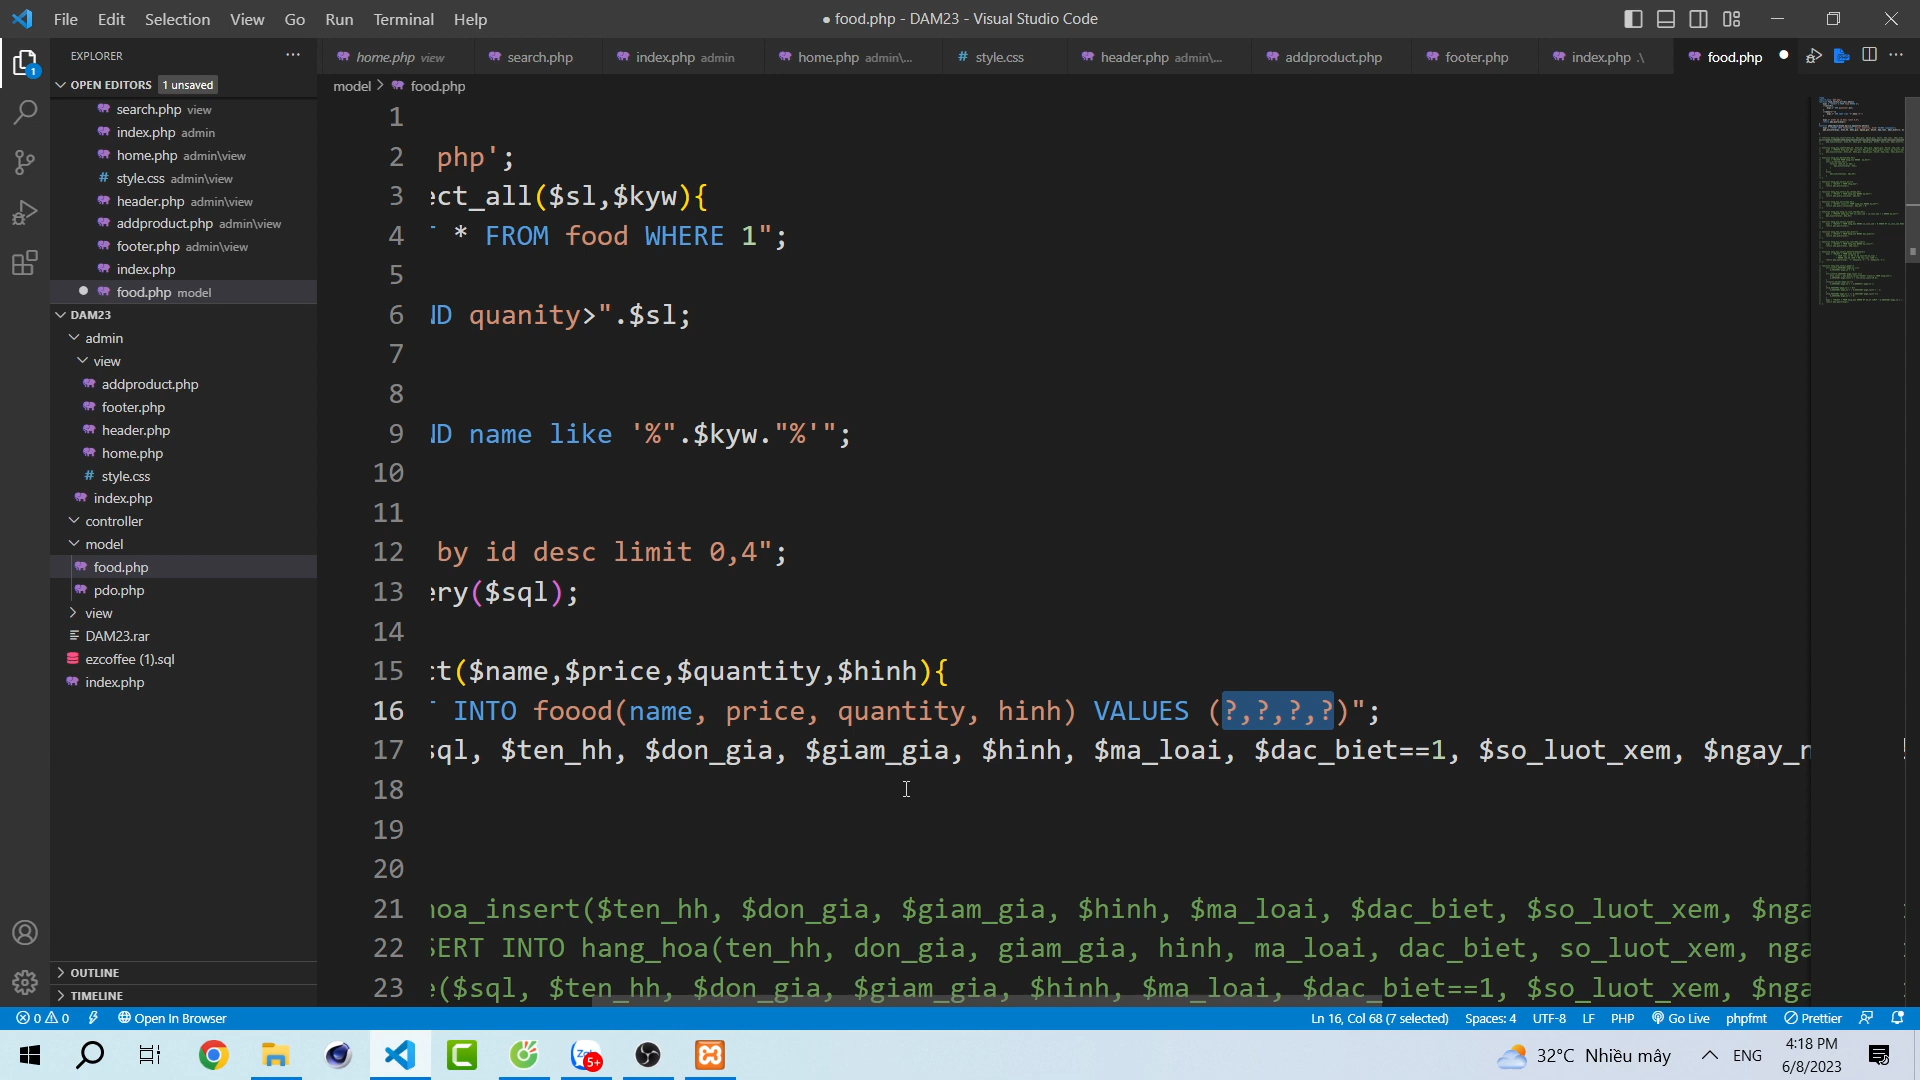 File Edit Selection View Go Run Terminal Help
● food.php - DAM23 - Visual Studio Code
EXPLORER
home.php view
search.php
index.php admin
home.php admin\...
style.css
header.php admin\...
addproduct.php
footer.php
index.php .\
food.php
OPEN EDITORS 1 unsaved
model > food.php
search.php view
index.php admin
home.php admin\view
style.css admin\view
header.php admin\view
addproduct.php admin\view
footer.php admin\view
index.php
food.php model
DAM23
admin
view
addproduct.php
footer.php
header.php
home.php
style.css
index.php
controller
model
food.php
pdo.php
view
DAM23.rar
ezcoffee (1).sql
index.php
OUTLINE
TIMELINE
1
2 php';
3 ect_all($sl,$kyw){
4 * FROM food WHERE 1";
5
6 ND quanity>".$sl;
7
8
9 ND name like '%".$kyw."%'";
10
11
12 by id desc limit 0,4";
13 ery($sql);
14
15 ct($name,$price,$quantity,$hinh){
16 INTO foood(name, price, quantity, hinh) VALUES (?,?,?,?)";
17 sql, $ten_hh, $don_gia, $giam_gia, $hinh, $ma_loai, $dac_biet==1, $so_luot_xem, $ngay_n
18
19
20
21 hoa_insert($ten_hh, $don_gia, $giam_gia, $hinh, $ma_loai, $dac_biet, $so_luot_xem, $nga
22 SERT INTO hang_hoa(ten_hh, don_gia, giam_gia, hinh, ma_loai, dac_biet, so_luot_xem, nga
23 e($sql, $ten_hh, $don_gia, $giam_gia, $hinh, $ma_loai, $dac_biet==1, $so_luot_xem, $nga
0 0 Open In Browser Ln 16, Col 68 (7 selected) Spaces: 4 UTF-8 LF PHP Go Live phpfmt Prettier
5+
32°C Nhiều mây ENG
4:18 PM
6/8/2023